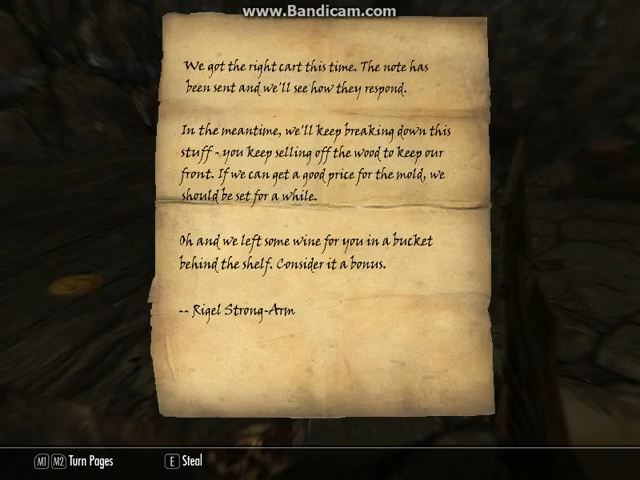 www.Bandicam.com
We got the right cart this time. The note has
been sent and we'll see how they respond.
In the meantime, we'll keep breaking down this
stuff - you keep selling off the wood to keep our
front. If we can get a good price for the mold, we
should be set for a while.
Oh and we left some wine for you in a bucket
behind the shelf. Consider it a bonus.
-- Rigel Strong-Arm
M1 M2 Turn Pages E Steal